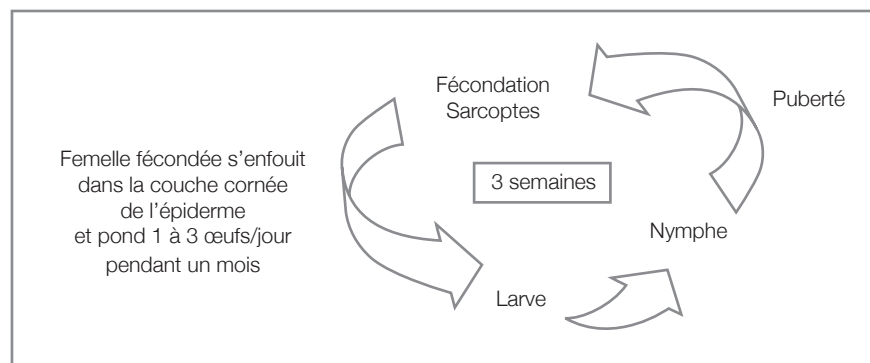 Fécondation
Sarcoptes
Puberté
Femelle fécondée s’enfouit
dans la couche cornée
de l’épiderme
et pond 1 à 3 œufs/jour
pendant un mois
3 semaines
Nymphe
Larve